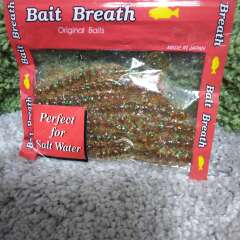 Bait Breath
Original Baits
MADE IN JAPAN
Perfect
for
Salt Water
Bait Breath
Bait Breath